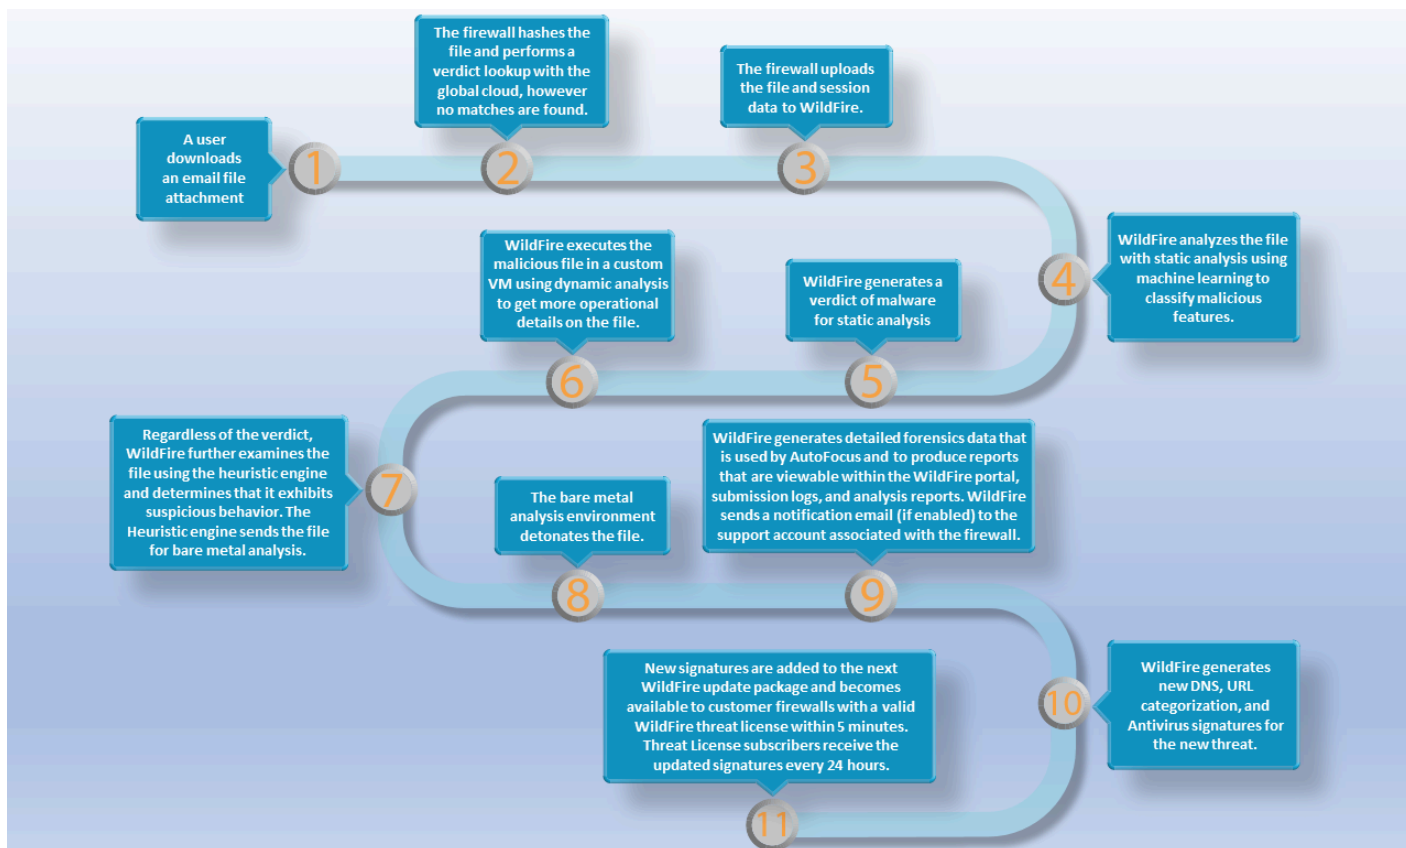 A user
downloads
an email file
attachment
1
The firewall hashes the
file and performs a
verdict lookup with the
global cloud, however
no matches are found.
2
The firewall uploads
the file and session
data to WildFire.
3
WildFire analyzes the file
with static analysis using
machine learning to
classify malicious
features.
4
WildFire generates a
verdict of malware
for static analysis
5
WildFire executes the
malicious file in a custom
VM using dynamic analysis
to get more operational
details on the file.
6
Regardless of the verdict,
WildFire further examines the
file using the heuristic engine
and determines that it exhibits
suspicious behavior. The
Heuristic engine sends the file
for bare metal analysis.
7
The bare metal
analysis environment
detonates the file.
8
WildFire generates detailed forensics data that
is used by AutoFocus and to produce reports
that are viewable within the WildFire portal,
submission logs, and analysis reports. WildFire
sends a notification email (if enabled) to the
support account associated with the firewall.
9
WildFire generates
new DNS, URL
categorization, and
Antivirus signatures for
the new threat.
10
New signatures are added to the next
WildFire update package and becomes
available to customer firewalls with a valid
WildFire threat license within 5 minutes.
Threat License subscribers receive the
updated signatures every 24 hours.
11